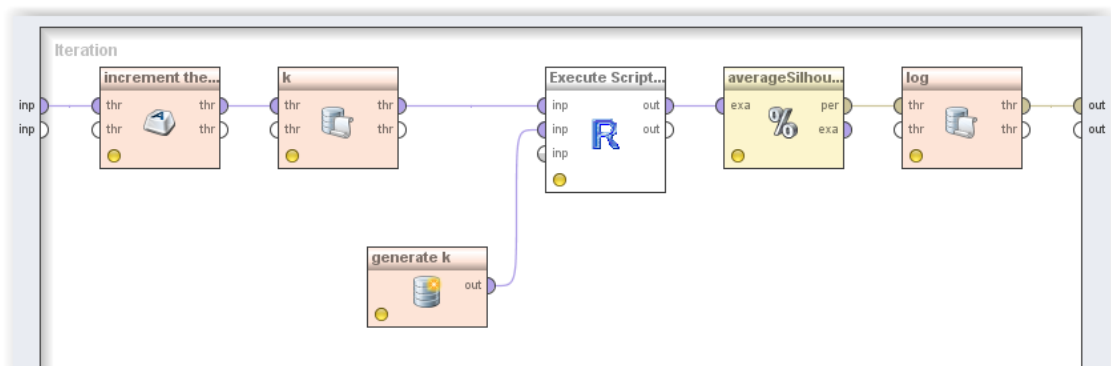 Iteration
increment the...
k
Execute Script...
averageSilhou...
log
inp
thr
thr
thr
thr
inp
out
exa
per
thr
thr
out
inp
thr
thr
thr
thr
inp
out
exa
thr
thr
out
inp
R
generate k
out